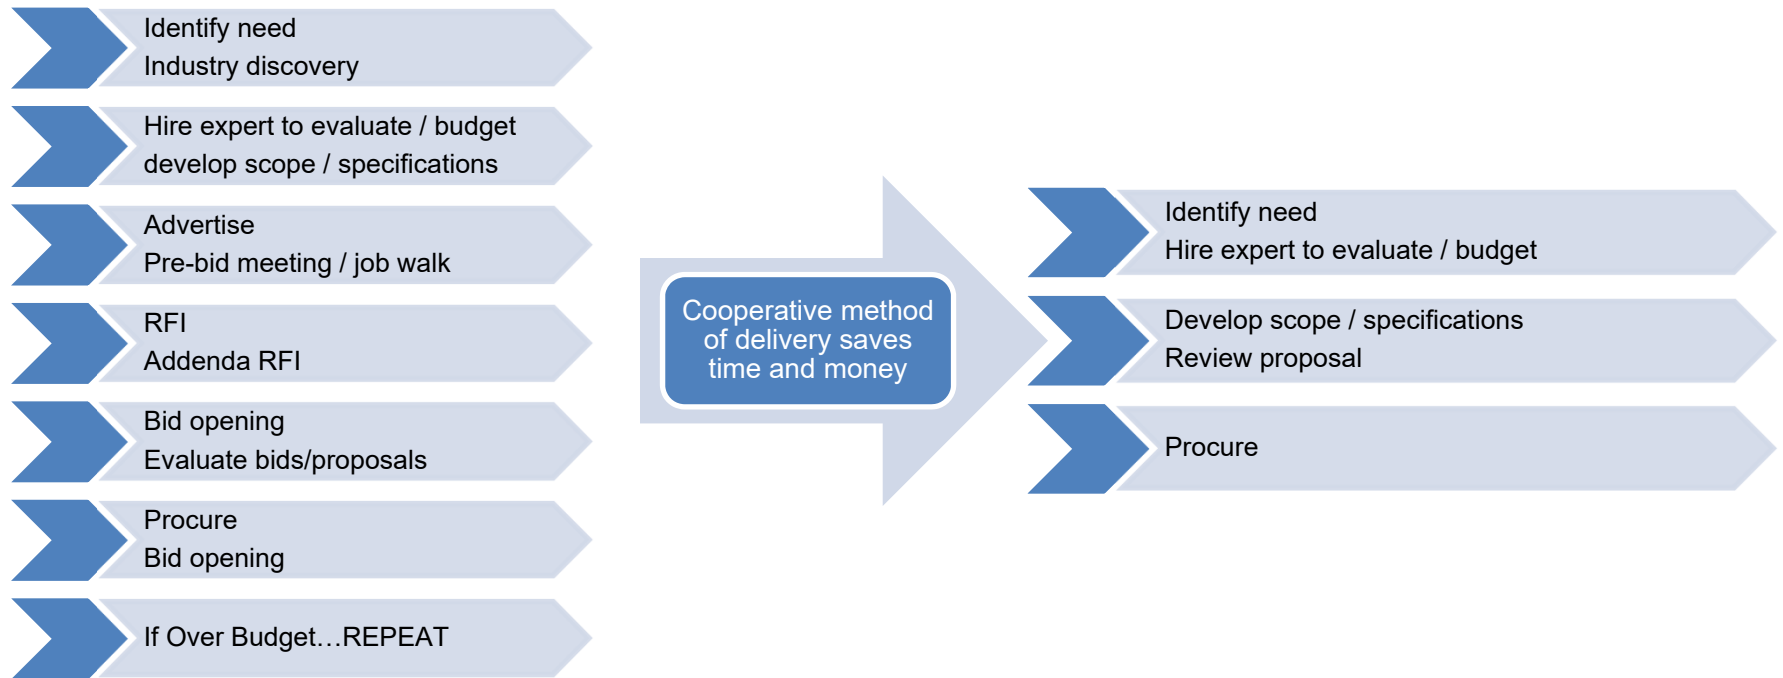 Identify need
Industry discovery
Hire expert to evaluate / budget
develop scope / specifications
Advertise
Pre-bid meeting / job walk
RFI
Addenda RFI
Bid opening
Evaluate bids/proposals
Procure
Bid opening
If Over Budget…REPEAT
Cooperative method
of delivery saves
time and money
Identify need
Hire expert to evaluate / budget
Develop scope / specifications
Review proposal
Procure